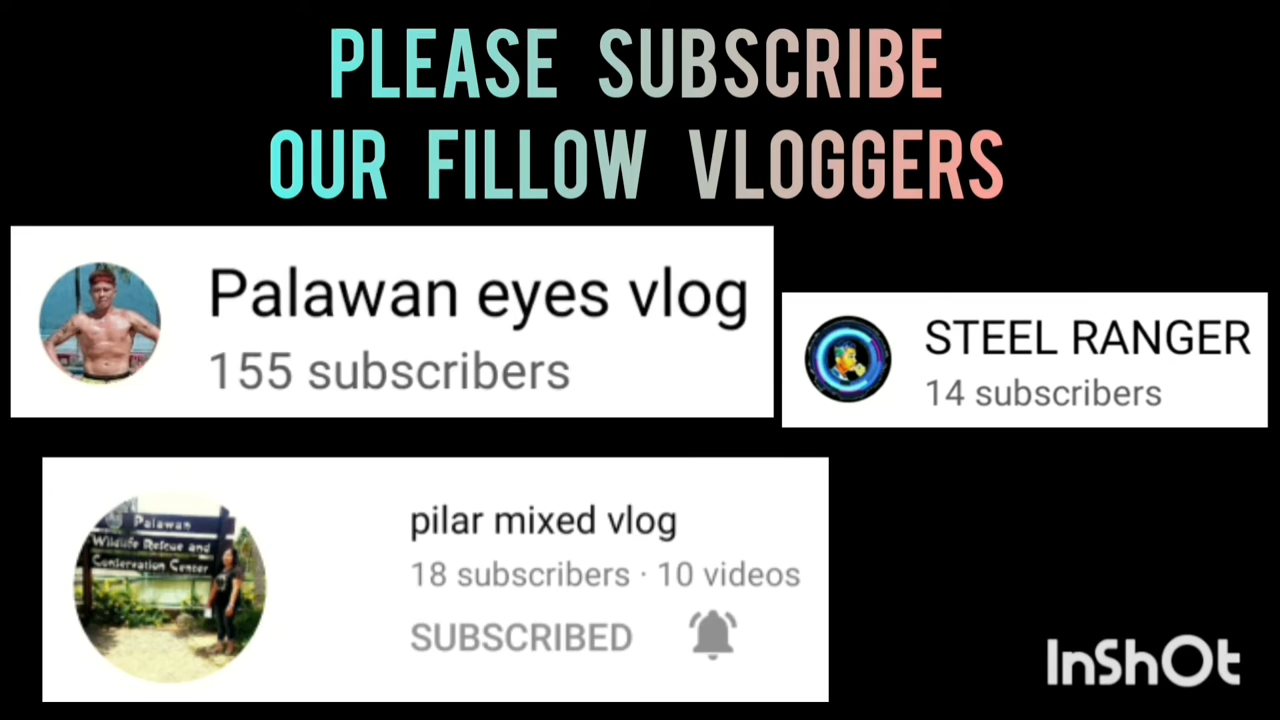 PLEASE SUBSCRIBE
OUR FILLOW VLOGGERS
Palawan eyes vlog
155 subscribers
STEEL RANGER
14 subscribers
Palawan
Wildlife Rescue and
Conservation Center
pilar mixed vlog
18 subscribers · 10 videos
SUBSCRIBED
InShOt